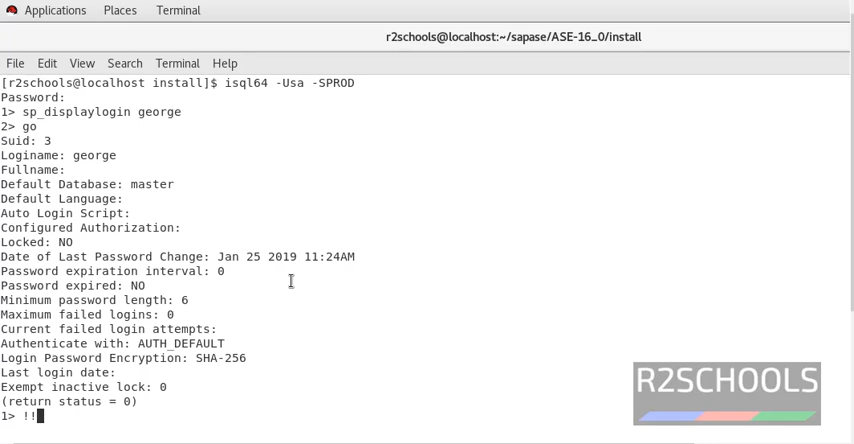 Applications Places Terminal
r2schools@localhost:~/sapase/ASE-16_0/install
File Edit View Search Terminal Help
[r2schools@localhost install]$ isql64 -Usa -SPROD
Password:
1> sp_displaylogin george
2> go
Suid: 3
Loginame: george
Fullname:
Default Database: master
Default Language:
Auto Login Script:
Configured Authorization:
Locked: NO
Date of Last Password Change: Jan 25 2019 11:24AM
Password expiration interval: 0
Password expired: NO
Minimum password length: 6
Maximum failed logins: 0
Current failed login attempts:
Authenticate with: AUTH_DEFAULT
Login Password Encryption: SHA-256
Last login date:
Exempt inactive lock: 0
(return status = 0)
1> !!
R2SCHOOLS